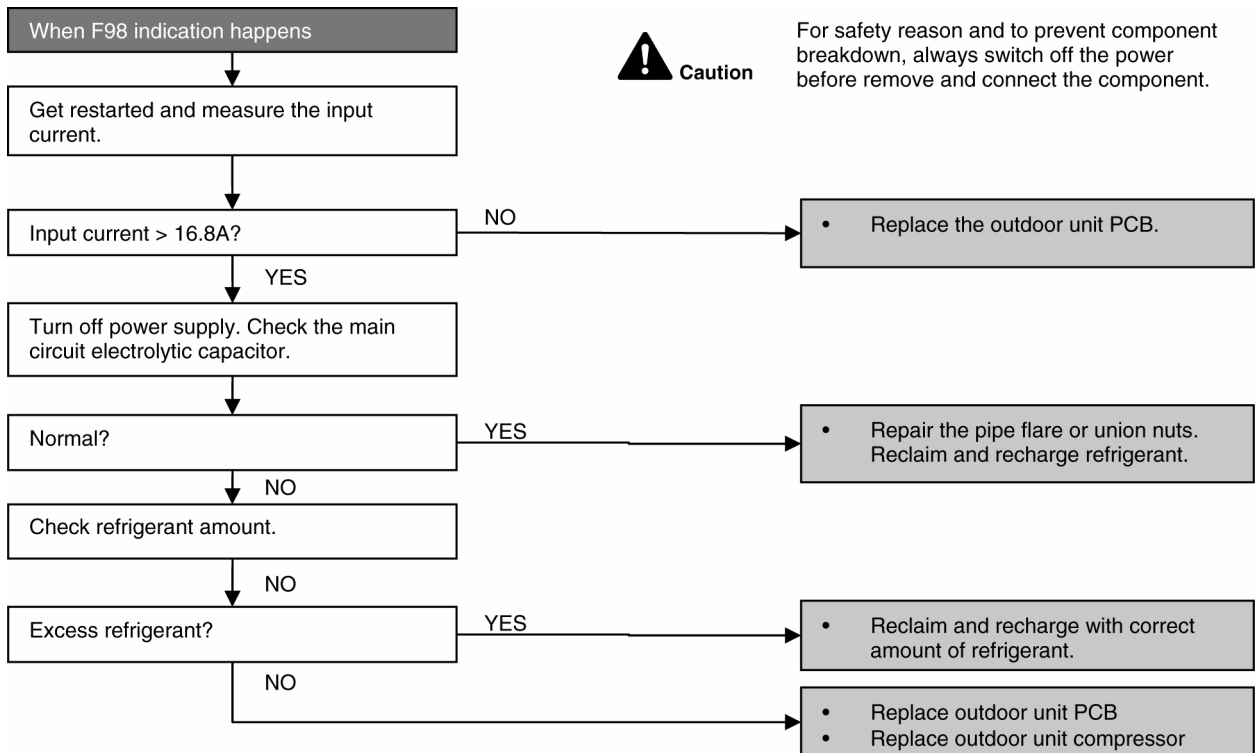 When F98 indication happens
Caution
For safety reason and to prevent component
breakdown, always switch off the power
before remove and connect the component.
Get restarted and measure the input
current.
Input current > 16.8A?
NO
• Replace the outdoor unit PCB.
YES
Turn off power supply. Check the main
circuit electrolytic capacitor.
Normal?
YES
• Repair the pipe flare or union nuts.
Reclaim and recharge refrigerant.
NO
Check refrigerant amount.
NO
Excess refrigerant?
YES
• Reclaim and recharge with correct
amount of refrigerant.
NO
• Replace outdoor unit PCB
• Replace outdoor unit compressor